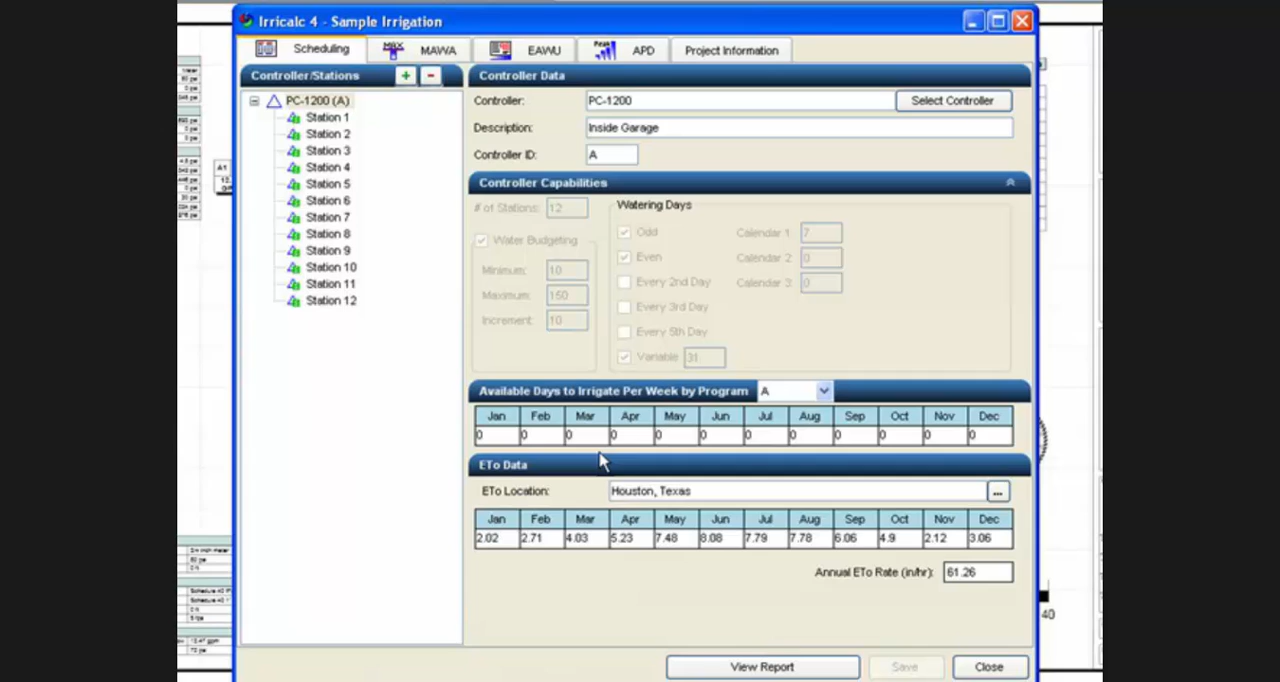 Irricalc 4 - Sample Irrigation
Scheduling MAX MAWA EAWU Peak APD Project Information
Controller/Stations + -
PC-1200 (A)
Station 1
Station 2
Station 3
Station 4
Station 5
Station 6
Station 7
Station 8
Station 9
Station 10
Station 11
Station 12
Controller Data
Controller: PC-1200 Select Controller
Description: Inside Garage
Controller ID: A
Controller Capabilities
# of Stations: 12
Water Budgeting
Minimum: 10
Maximum: 150
Increment: 10
Watering Days
Odd Calendar 1: 7
Even Calendar 2: 0
Every 2nd Day Calendar 3: 0
Every 3rd Day
Every 5th Day
Variable 31
Available Days to Irrigate Per Week by Program A
Jan Feb Mar Apr May Jun Jul Aug Sep Oct Nov Dec
0 0 0 0 0 0 0 0 0 0 0 0
ETo Data
ETo Location: Houston, Texas ...
Jan Feb Mar Apr May Jun Jul Aug Sep Oct Nov Dec
2.02 2.71 4.03 5.23 7.48 8.08 7.79 7.78 6.06 4.9 2.12 3.06
Annual ETo Rate (in/hr): 61.26
View Report Save Close
A1
40